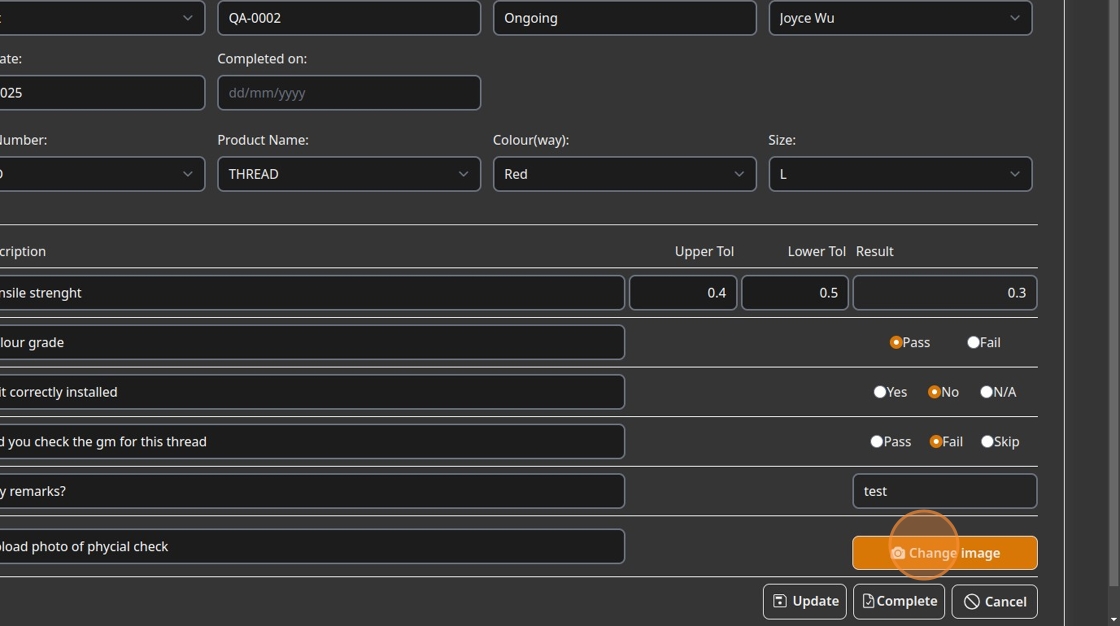 QA-0002 Ongoing Joyce Wu
ate: Completed on:
025 dd/mm/yyyy
Number: Product Name: Colour(way): Size:
THREAD Red L
cription Upper Tol Lower Tol Result
nsile strenght 0.4 0.5 0.3
lour grade Pass Fail
it correctly installed Yes No N/A
d you check the gm for this thread Pass Fail Skip
y remarks? test
pload photo of phycial check Change image
Update Complete Cancel